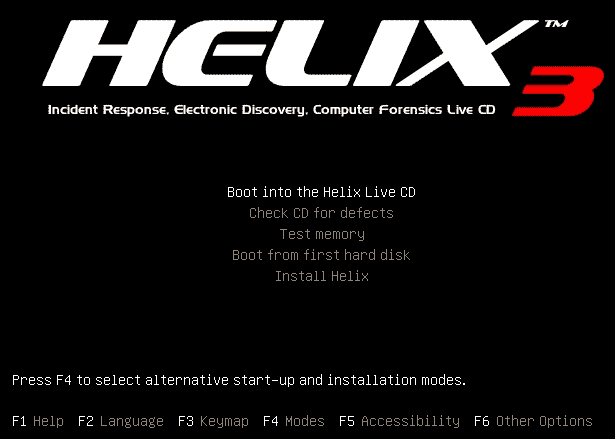 HELIX™
3
Incident Response, Electronic Discovery, Computer Forensics Live CD
Boot into the Helix Live CD
Check CD for defects
Test memory
Boot from first hard disk
Install Helix
Press F4 to select alternative start-up and installation modes.
F1 Help F2 Language F3 Keymap F4 Modes F5 Accessibility F6 Other Options